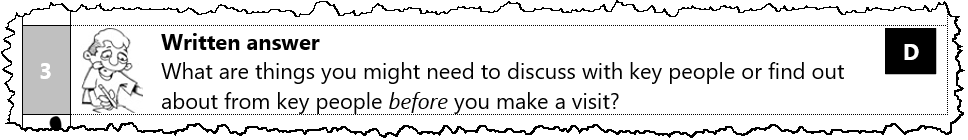 3
Written answer
D
What are things you might need to discuss with key people or find out
about from key people before you make a visit?